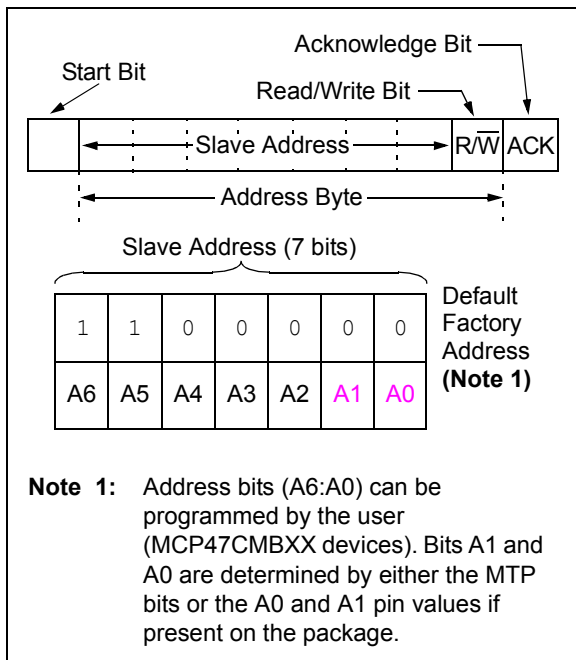 Acknowledge Bit
Start Bit
Read/Write Bit
Slave Address
R/W̅
ACK
Address Byte
Slave Address (7 bits)
1 1 0 0 0 0 0
A6 A5 A4 A3 A2 A1 A0
Default
Factory
Address
(Note 1)
Note 1: Address bits (A6:A0) can be
programmed by the user
(MCP47CMBXX devices). Bits A1 and
A0 are determined by either the MTP
bits or the A0 and A1 pin values if
present on the package.